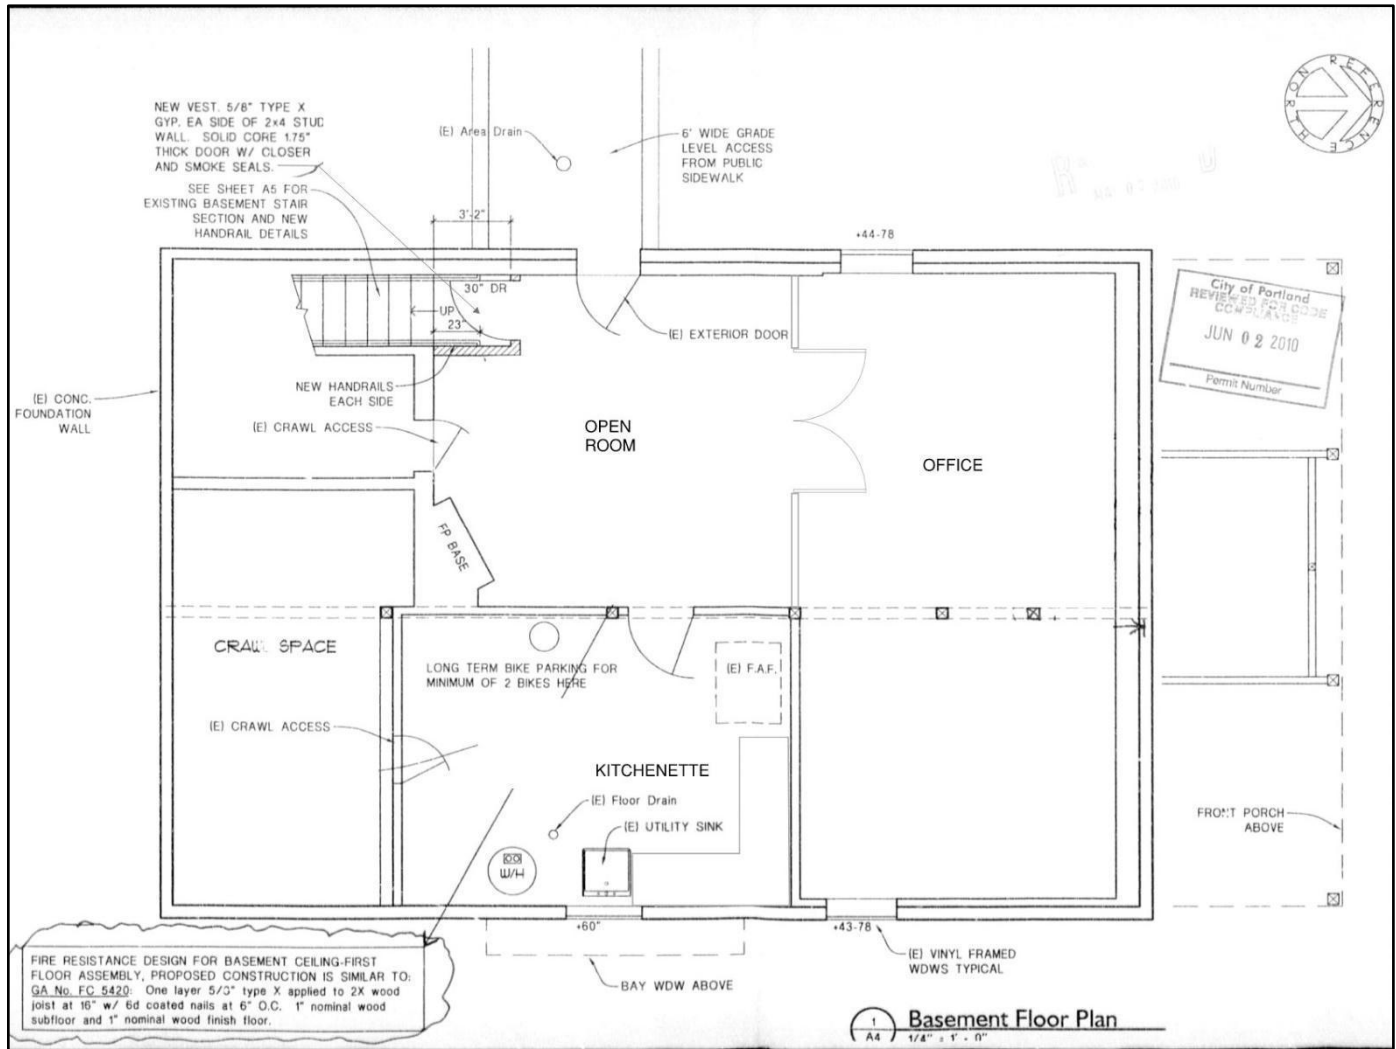 NEW VEST. 5/8" TYPE X
GYP. EA SIDE OF 2x4 STUD
WALL. SOLID CORE 1.75"
THICK DOOR W/ CLOSER
AND SMOKE SEALS.
SEE SHEET A5 FOR
EXISTING BASEMENT STAIR
SECTION AND NEW
HANDRAIL DETAILS
(E) Area Drain
6' WIDE GRADE
LEVEL ACCESS
FROM PUBLIC
SIDEWALK
NORTH
REFERENCE
3'-2"
+44-78
30" DR
UP
23"
(E) EXTERIOR DOOR
City of Portland
REVIEWED FOR CODE
COMPLIANCE
JUN 02 2010
Permit Number
NEW HANDRAILS
EACH SIDE
(E) CONC.
FOUNDATION
WALL
(E) CRAWL ACCESS
OPEN
ROOM
OFFICE
FP BASE
CRAWL SPACE
LONG TERM BIKE PARKING FOR
MINIMUM OF 2 BIKES HERE
(E) F.A.F.
(E) CRAWL ACCESS
KITCHENETTE
(E) Floor Drain
(E) UTILITY SINK
W/H
FRONT PORCH
ABOVE
+60"
+43-78
(E) VINYL FRAMED
WDWS TYPICAL
BAY WDW ABOVE
FIRE RESISTANCE DESIGN FOR BASEMENT CEILING-FIRST
FLOOR ASSEMBLY, PROPOSED CONSTRUCTION IS SIMILAR TO:
GA No. FC 5420: One layer 5/8" type X applied to 2X wood
joist at 16" w/ 6d coated nails at 6" O.C. 1" nominal wood
subfloor and 1" nominal wood finish floor.
1
A4
Basement Floor Plan
1/4" = 1' - 0"